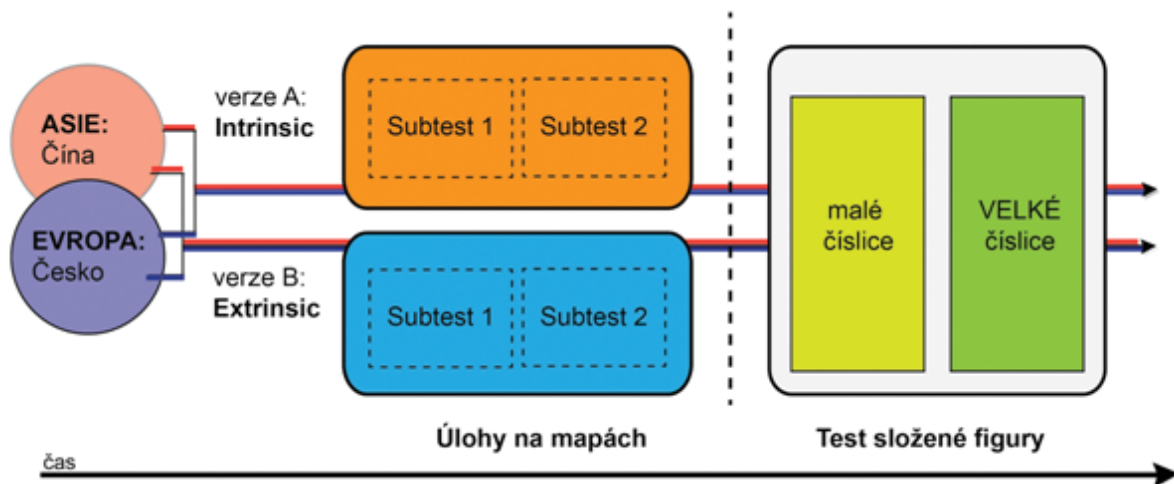 ASIE:
Čína
EVROPA:
Česko
verze A:
Intrinsic
verze B:
Extrinsic
Subtest 1
Subtest 2
Subtest 1
Subtest 2
malé
číslice
VELKÉ
číslice
Úlohy na mapách
Test složené figury
čas